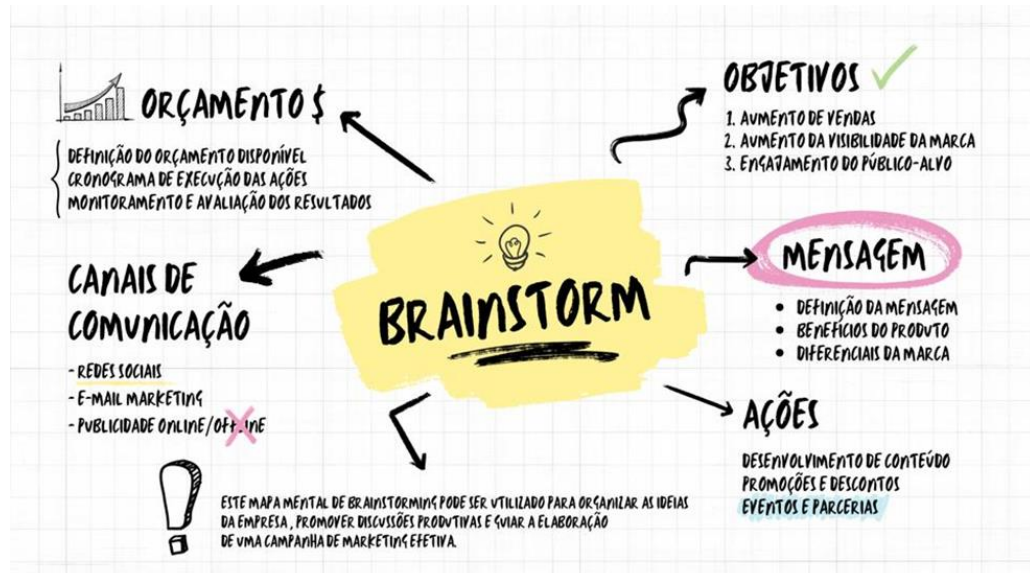 ORÇAMENTO $
DEFINIÇÃO DO ORÇAMENTO DISPONÍVEL
CRONOGRAMA DE EXECUÇÃO DAS AÇÕES
MONITORAMENTO E AVALIAÇÃO DOS RESULTADOS
CANAIS DE
COMUNICAÇÃO
- REDES SOCIAIS
- E-MAIL MARKETING
- PUBLICIDADE ONLINE/OFFLINE
BRAINSTORM
OBJETIVOS
1. AUMENTO DE VENDAS
2. AUMENTO DA VISIBILIDADE DA MARCA
3. ENGAJAMENTO DO PÚBLICO-ALVO
MENSAGEM
• DEFINIÇÃO DA MENSAGEM
• BENEFÍCIOS DO PRODUTO
• DIFERENCIAIS DA MARCA
AÇÕES
DESENVOLVIMENTO DE CONTEÚDO
PROMOÇÕES E DESCONTOS
EVENTOS E PARCERIAS
ESTE MAPA MENTAL DE BRAINSTORMING PODE SER UTILIZADO PARA ORGANIZAR AS IDEIAS
DA EMPRESA, PROMOVER DISCUSSÕES PRODUTIVAS E GUIAR A ELABORAÇÃO
DE UMA CAMPANHA DE MARKETING EFETIVA.